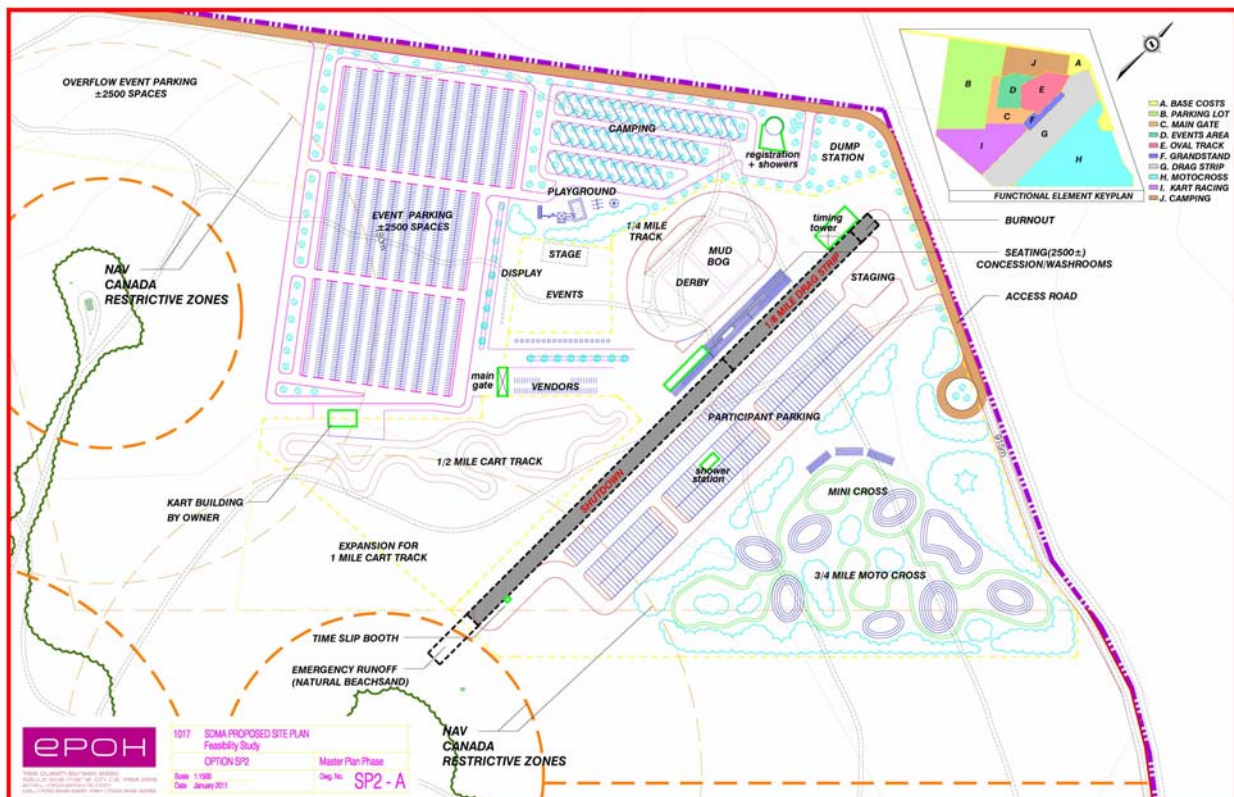 OVERFLOW EVENT PARKING
±2500 SPACES
CAMPING
registration
+ showers
DUMP
STATION
PLAYGROUND
EVENT PARKING
±2500 SPACES
1/4 MILE
TRACK
timing
tower
BURNOUT
STAGE
MUD
BOG
SEATING(2500±)
CONCESSION/WASHROOMS
NAV
CANADA
RESTRICTIVE ZONES
DISPLAY
DERBY
STAGING
EVENTS
1/8 MILE DRAG STRIP
ACCESS ROAD
main
gate
VENDORS
PARTICIPANT PARKING
915m
1/2 MILE CART TRACK
SHUTDOWN
shower
station
MINI CROSS
KART BUILDING
BY OWNER
EXPANSION FOR
1 MILE CART TRACK
3/4 MILE MOTO CROSS
TIME SLIP BOOTH
EMERGENCY RUNOFF
(NATURAL BEACHSAND)
NAV
CANADA
RESTRICTIVE ZONES
J
A
B
D
E
C
F
G
I
H
FUNCTIONAL ELEMENT KEYPLAN
A. BASE COSTS
B. PARKING LOT
C. MAIN GATE
D. EVENTS AREA
E. OVAL TRACK
F. GRANDSTAND
G. DRAG STRIP
H. MOTOCROSS
I. KART RACING
J. CAMPING
EPOH
1017 SDMA PROPOSED SITE PLAN
Feasibility Study
OPTION SP2
Master Plan Phase
Scale 1:1500
Date January 2011
Dwg. No. SP2 - A